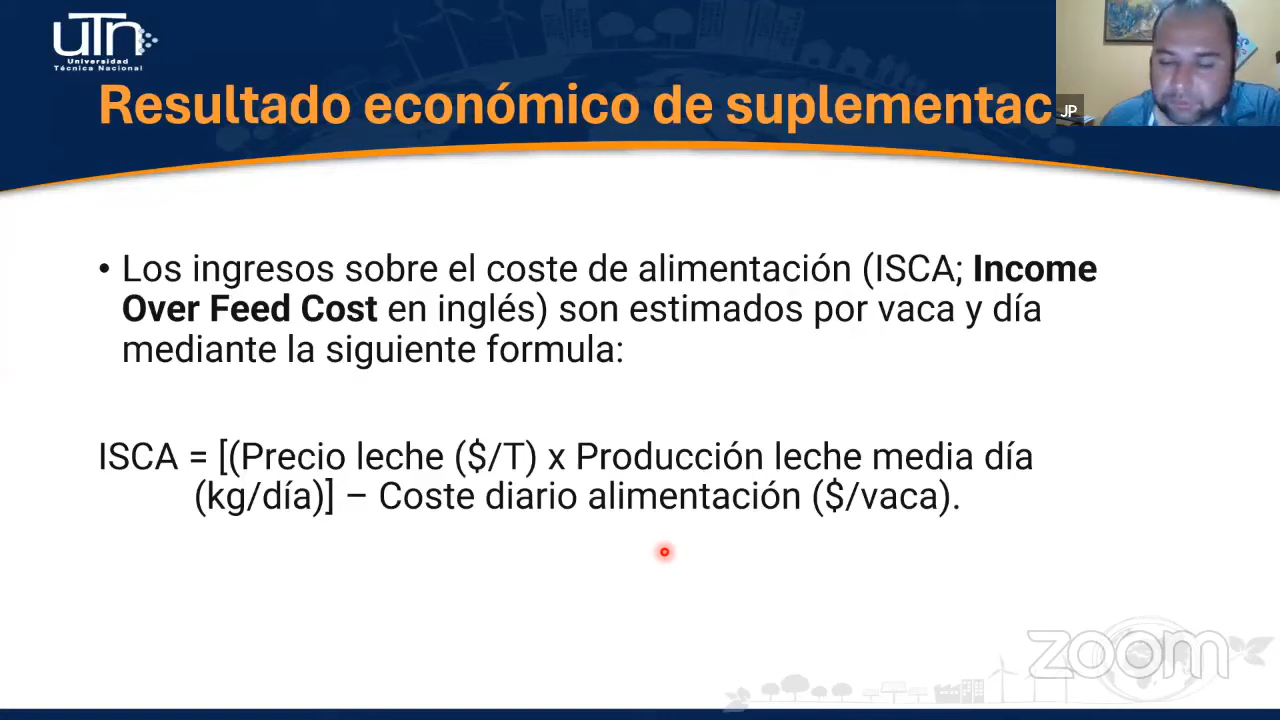 UTN
Universidad
Técnica Nacional
Resultado económico de suplementac
JP
• Los ingresos sobre el coste de alimentación (ISCA; Income
Over Feed Cost en inglés) son estimados por vaca y día
mediante la siguiente formula:
ISCA = [(Precio leche ($/T) x Producción leche media día
(kg/día)] – Coste diario alimentación ($/vaca).
zoom